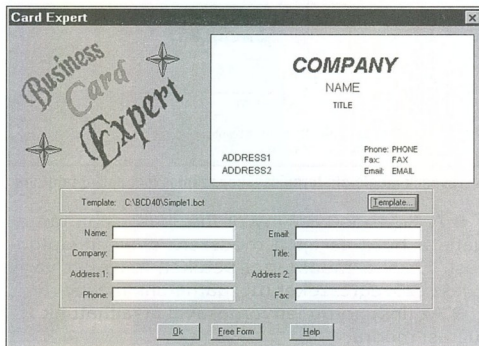 Card Expert
Business
Card
Expert
COMPANY
NAME
TITLE
ADDRESS1
ADDRESS2
Phone: PHONE
Fax: FAX
Email: EMAIL
Template: C:\BCD40\Simple1.bct
Template...
Name:
Email:
Company:
Title:
Address 1:
Address 2:
Phone:
Fax:
Ok
Free Form
Help